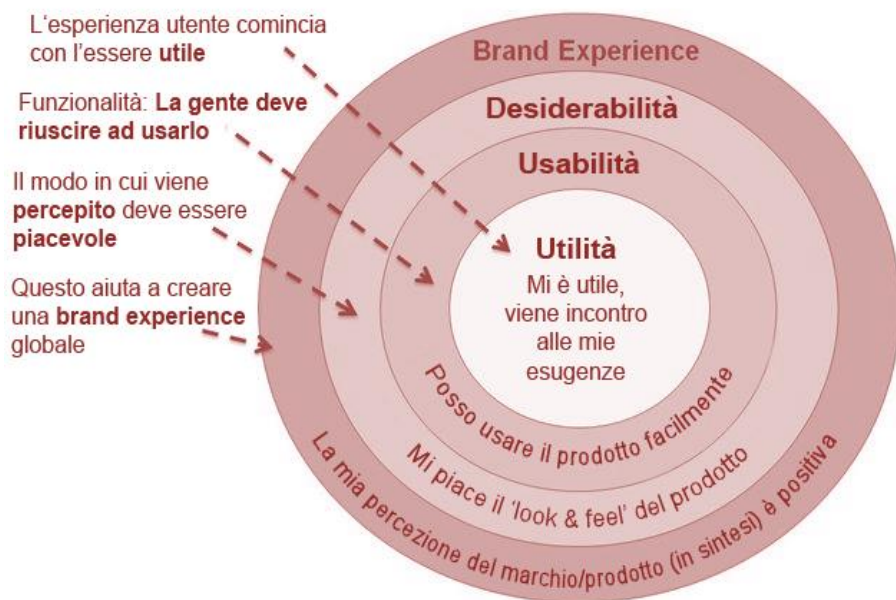 L'esperienza utente comincia
con l'essere utile
Funzionalità: La gente deve
riuscire ad usarlo
Il modo in cui viene
percepito deve essere
piacevole
Questo aiuta a creare
una brand experience
globale
Brand Experience
Desiderabilità
Usabilità
Utilità
Mi è utile,
viene incontro
alle mie
esugenze
Posso usare il prodotto facilmente
Mi piace il 'look & feel' del prodotto
La mia percezione del marchio/prodotto (in sintesi) è positiva